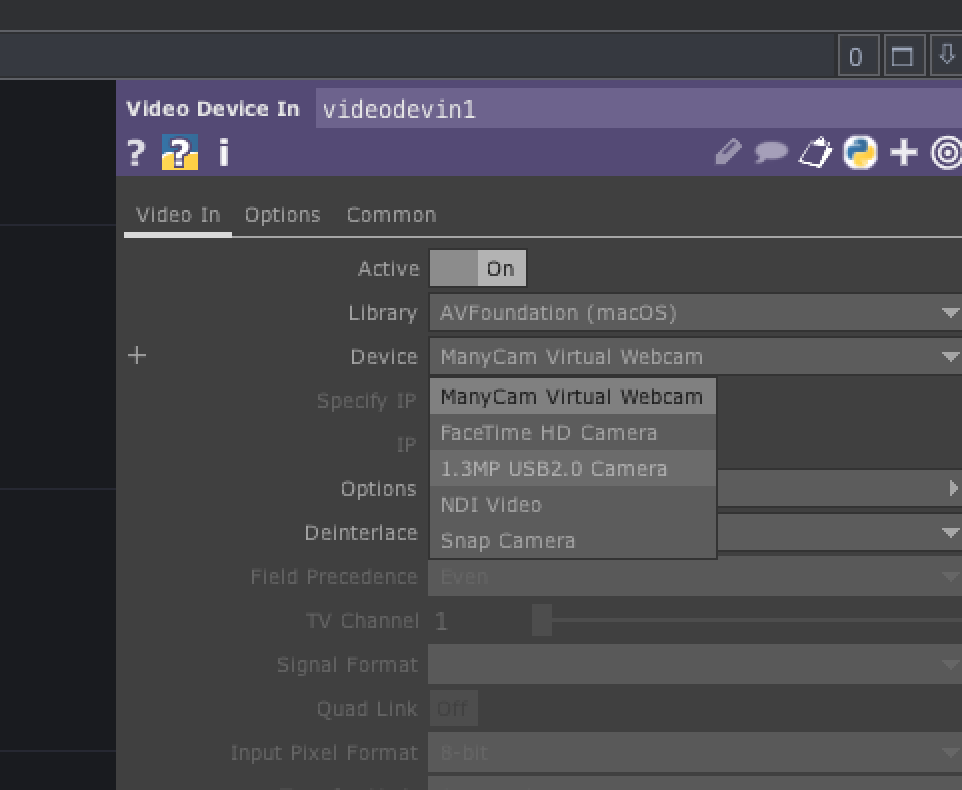 0
Video Device In videodevin1
? ? i
Video In Options Common
Active On
Library AVFoundation (macOS)
+ Device ManyCam Virtual Webcam
Specify IP ManyCam Virtual Webcam
FaceTime HD Camera
IP
1.3MP USB2.0 Camera
Options
NDI Video
Deinterlace
Snap Camera
Field Precedence Even
TV Channel 1
Signal Format
Quad Link Off
Input Pixel Format 8-bit